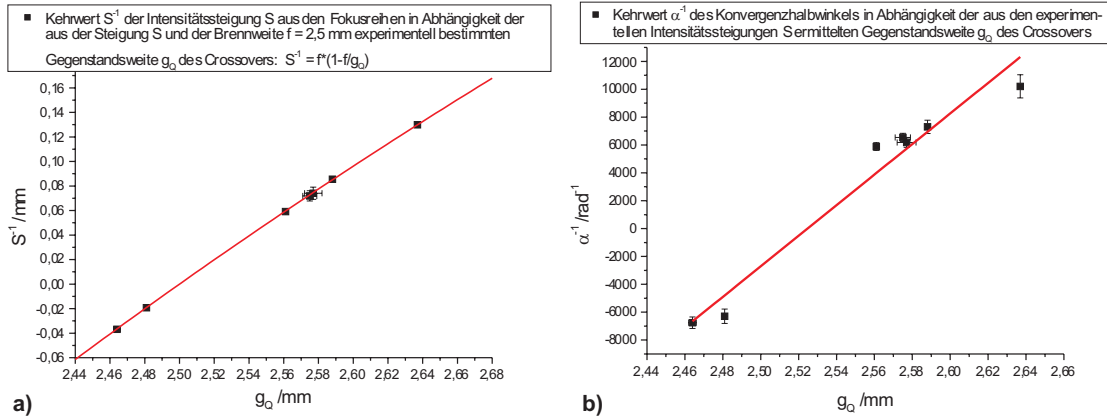 Kehrwert S⁻¹ der Intensitätssteigung S aus den Fokusreihen in Abhängigkeit der
aus der Steigung S und der Brennweite f = 2,5 mm experimentell bestimmten
Gegenstandsweite g_Q des Crossovers: S⁻¹ = f*(1-f/g_Q)
0,16
0,14
0,12
0,10
0,08
0,06
0,04
0,02
0,00
-0,02
-0,04
-0,06
S⁻¹/mm
2,44 2,46 2,48 2,50 2,52 2,54 2,56 2,58 2,60 2,62 2,64 2,66 2,68
g_Q/mm
a)
Kehrwert α⁻¹ des Konvergenzhalbwinkels in Abhängigkeit der aus den experimen-
tellen Intensitätssteigungen S ermittelten Gegenstandsweite g_Q des Crossovers
12000
10000
8000
6000
4000
2000
0
-2000
-4000
-6000
-8000
α⁻¹/rad⁻¹
2,44 2,46 2,48 2,50 2,52 2,54 2,56 2,58 2,60 2,62 2,64 2,66
g_Q/mm
b)